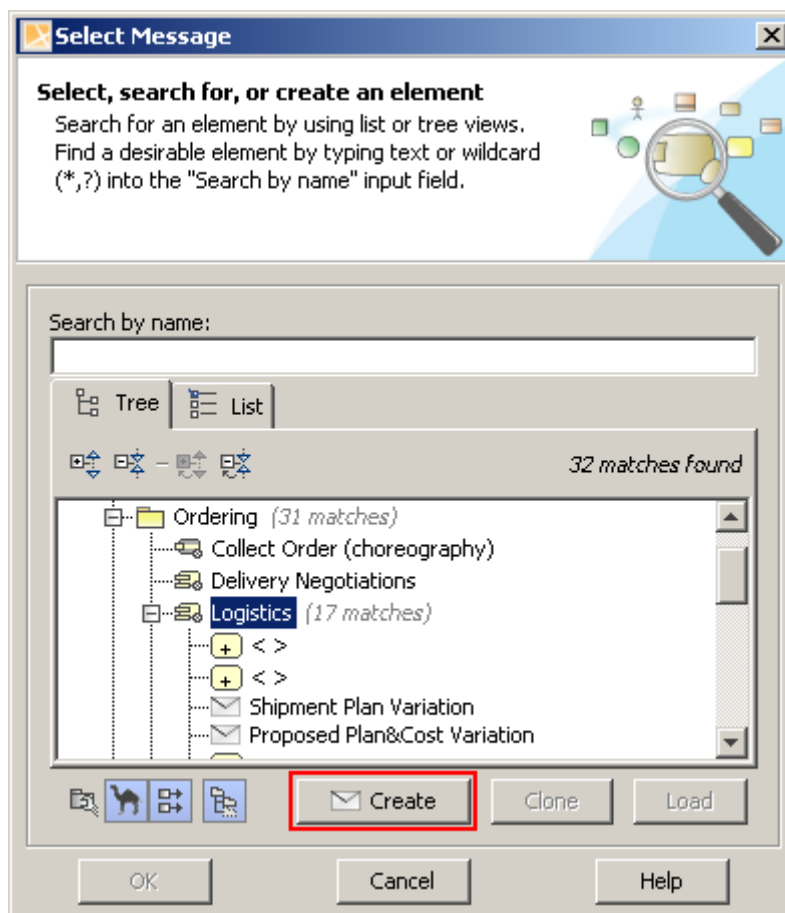 Select Message
Select, search for, or create an element
Search for an element by using list or tree views.
Find a desirable element by typing text or wildcard
(*,?) into the "Search by name" input field.
Search by name:
Tree
List
32 matches found
Ordering (31 matches)
Collect Order (choreography)
Delivery Negotiations
Logistics (17 matches)
< >
< >
Shipment Plan Variation
Proposed Plan&Cost Variation
Create
Clone
Load
OK
Cancel
Help